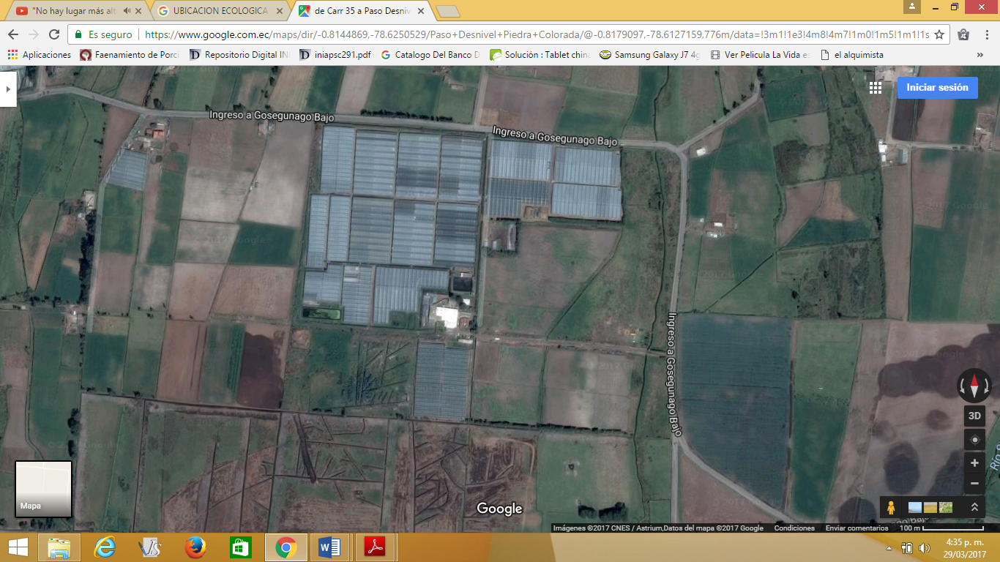 "No hay lugar más alt
UBICACION ECOLOGICA
de Carr 35 a Paso Desniv
Es seguro
https://www.google.com.ec/maps/dir/-0.8144869,-78.6250529/Paso+Desnivel+Piedra+Colorada/@-0.8179097,-78.6127159,776m/data=!3m1!1e3!4m8!4m7!1m0!1m5!1m1!1s
Aplicaciones
Faenamiento de Porci
Repositorio Digital INI
iniapsc291.pdf
Catalogo Del Banco D
Solución : Tablet china
Samsung Galaxy J7 4g
Ver Pelicula La Vida e
el alquimista
»
Iniciar sesión
Ingreso a Gosegunago Bajo
Ingreso a Gosegunago Bajo
Ingreso a Gosegunago Bajo
3D
Mapa
Google
Imágenes ©2017 CNES / Astrium,Datos del mapa ©2017 Google
Condiciones
Enviar comentarios
100 m
4:35 p. m.
29/03/2017